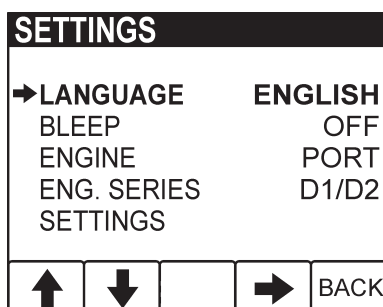 SETTINGS
LANGUAGE ENGLISH
BLEEP OFF
ENGINE PORT
ENG. SERIES D1/D2
SETTINGS
BACK